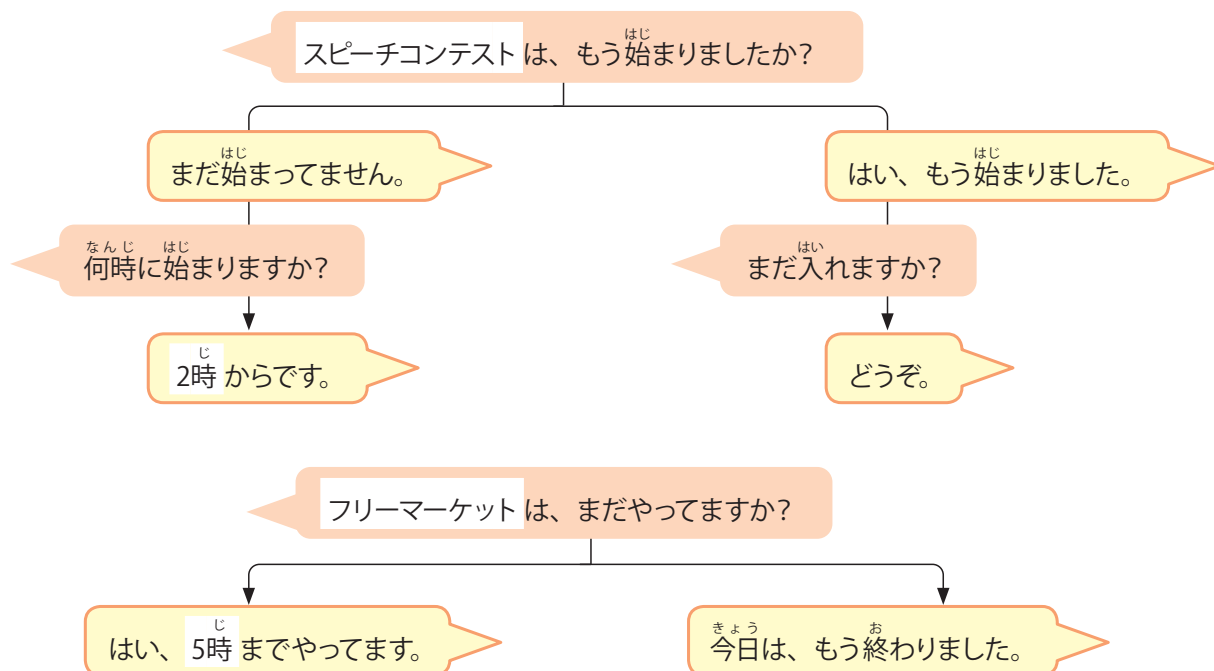 スピーチコンテスト は、もう始まりましたか？
まだ始まってません。
はい、もう始まりました。
何時に始まりますか？
まだ入れますか？
2時 からです。
どうぞ。
フリーマーケット は、まだやってますか？
はい、 5時 までやってます。
今日は、もう終わりました。